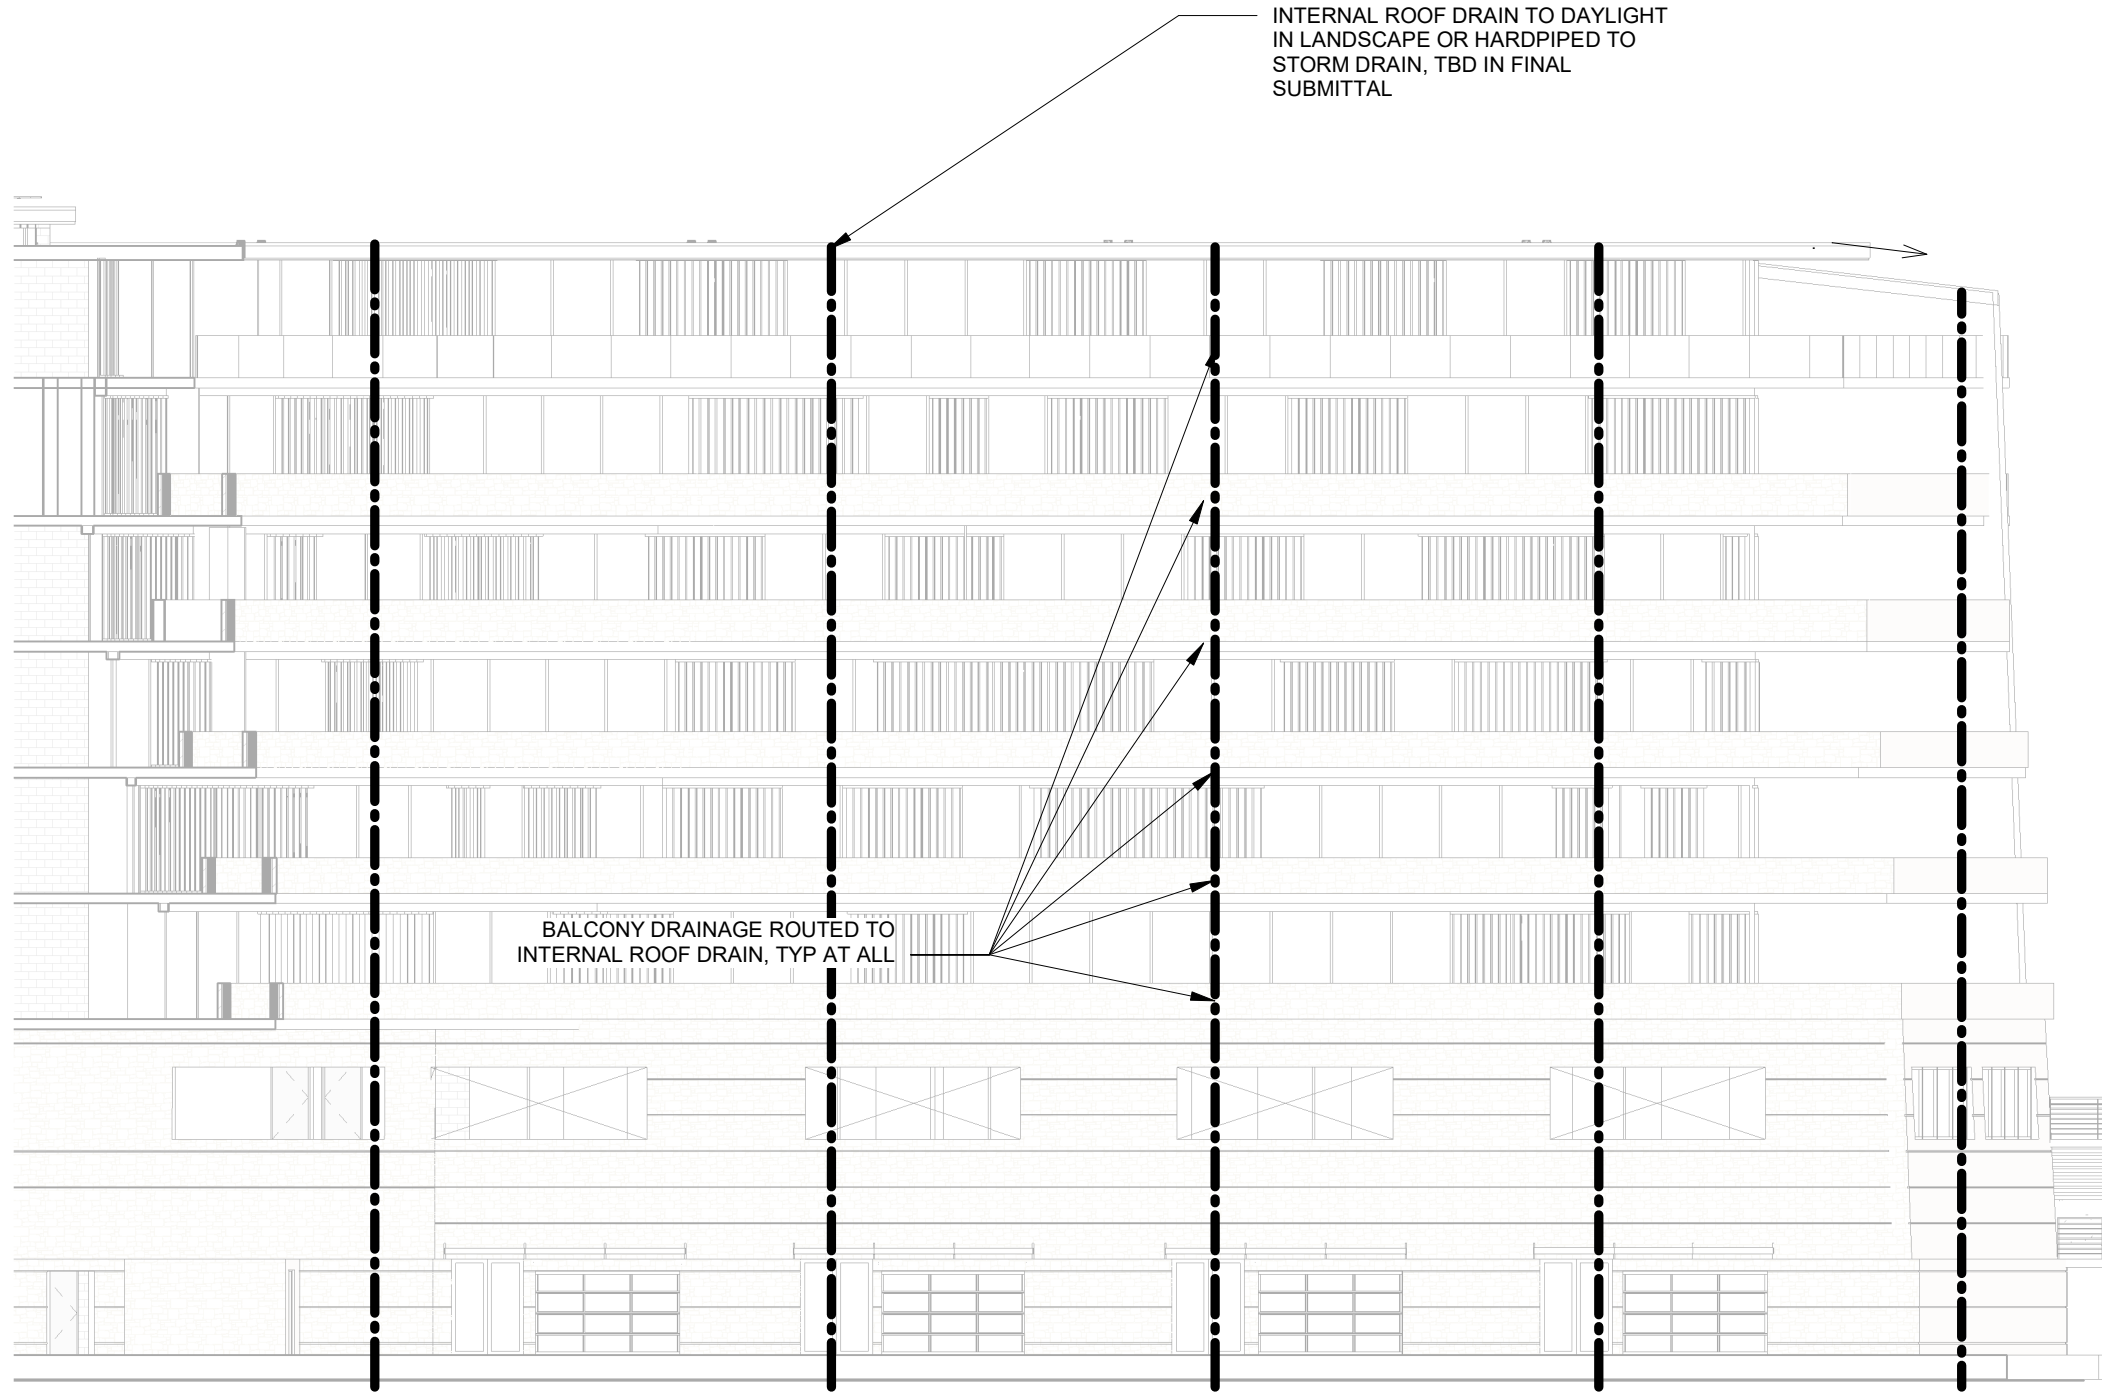 INTERNAL ROOF DRAIN TO DAYLIGHT
IN LANDSCAPE OR HARDPIPED TO
STORM DRAIN, TBD IN FINAL
SUBMITTAL
BALCONY DRAINAGE ROUTED TO
INTERNAL ROOF DRAIN, TYP AT ALL